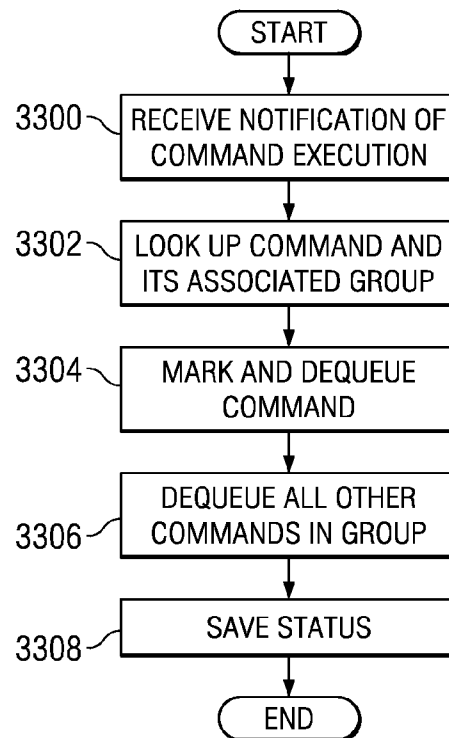 START
3300
RECEIVE NOTIFICATION OF
COMMAND EXECUTION
3302
LOOK UP COMMAND AND
ITS ASSOCIATED GROUP
3304
MARK AND DEQUEUE
COMMAND
3306
DEQUEUE ALL OTHER
COMMANDS IN GROUP
3308
SAVE STATUS
END